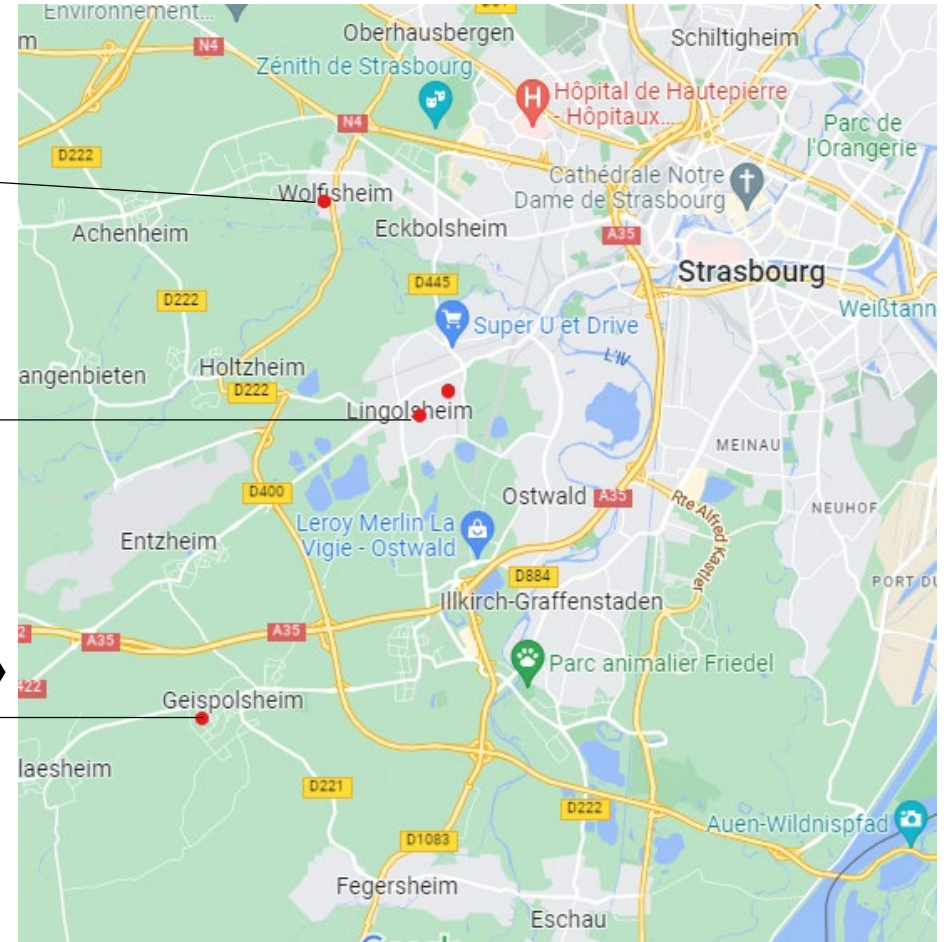 Environnement...
Oberhausbergen
Schiltigheim
N4
Zénith de Strasbourg
Hôpital de Hautepierre
- Hôpitaux...
N4
Parc de
l'Orangerie
D222
Cathédrale Notre
Dame de Strasbourg
Wolfisheim
Achenheim
Eckbolsheim
A35
Strasbourg
D445
D222
Weißtann
Super U et Drive
L'Ill
angenbieten
Holtzheim
D222
Lingolsheim
MEINAU
D400
Ostwald
A35
Rte Alfred Kastler
NEUHOF
Leroy Merlin La
Vigie - Ostwald
Entzheim
D884
PORT DU
Illkirch-Graffenstaden
2
A35
A35
Parc animalier Friedel
422
Geispolsheim
laesheim
D221
D222
Auen-Wildnispfad
D1083
Fegersheim
Eschau